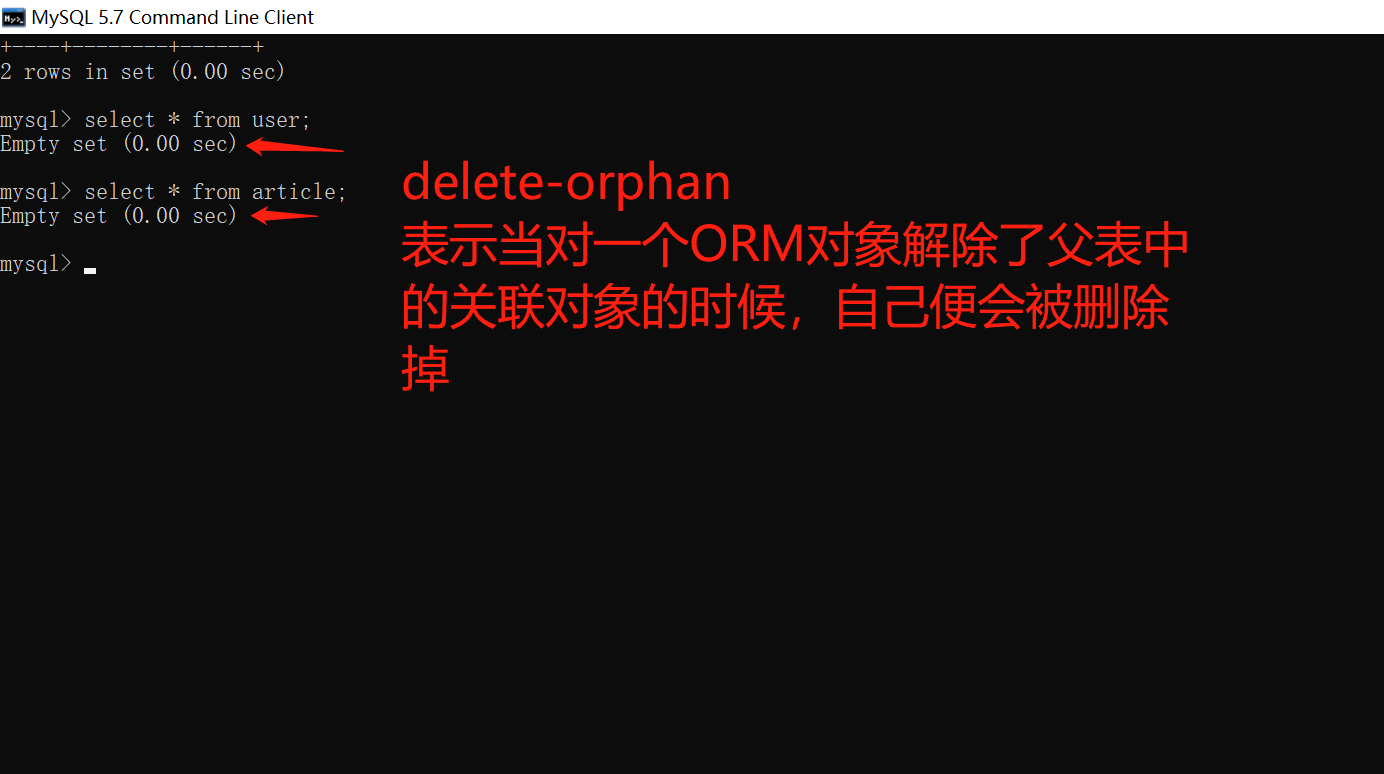 MySQL 5.7 Command Line Client
+----+--------+------+
2 rows in set (0.00 sec)
mysql> select * from user;
Empty set (0.00 sec)
mysql> select * from article;
Empty set (0.00 sec)
mysql>
delete-orphan
表示当对一个ORM对象解除了父表中
的关联对象的时候，自己便会被删除
掉